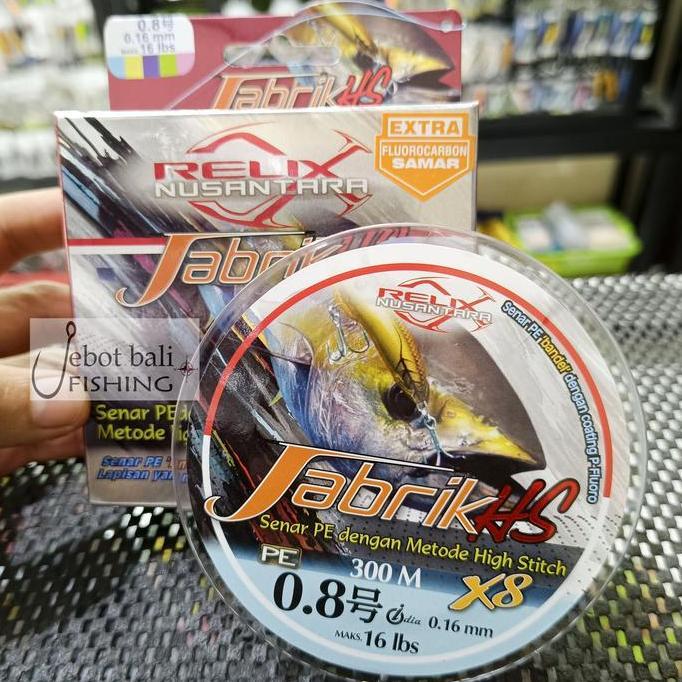 0.8号
0.16 mm
MAKS. 16 lbs
Jabrik HS
RELIX
NUSANTARA
EXTRA
FLUOROCARBON
SAMAR
Jabrik
Jebot bali
FISHING
Senar PE
Metode
Senar PE
Lapisan
RELIX
NUSANTARA
Senar PE 'bandel' dengan coating P-Fluoro
Jabrik HS
Senar PE dengan Metode High Stitch
PE
300 M
X8
0.8号 dia 0.16 mm
MAKS. 16 lbs